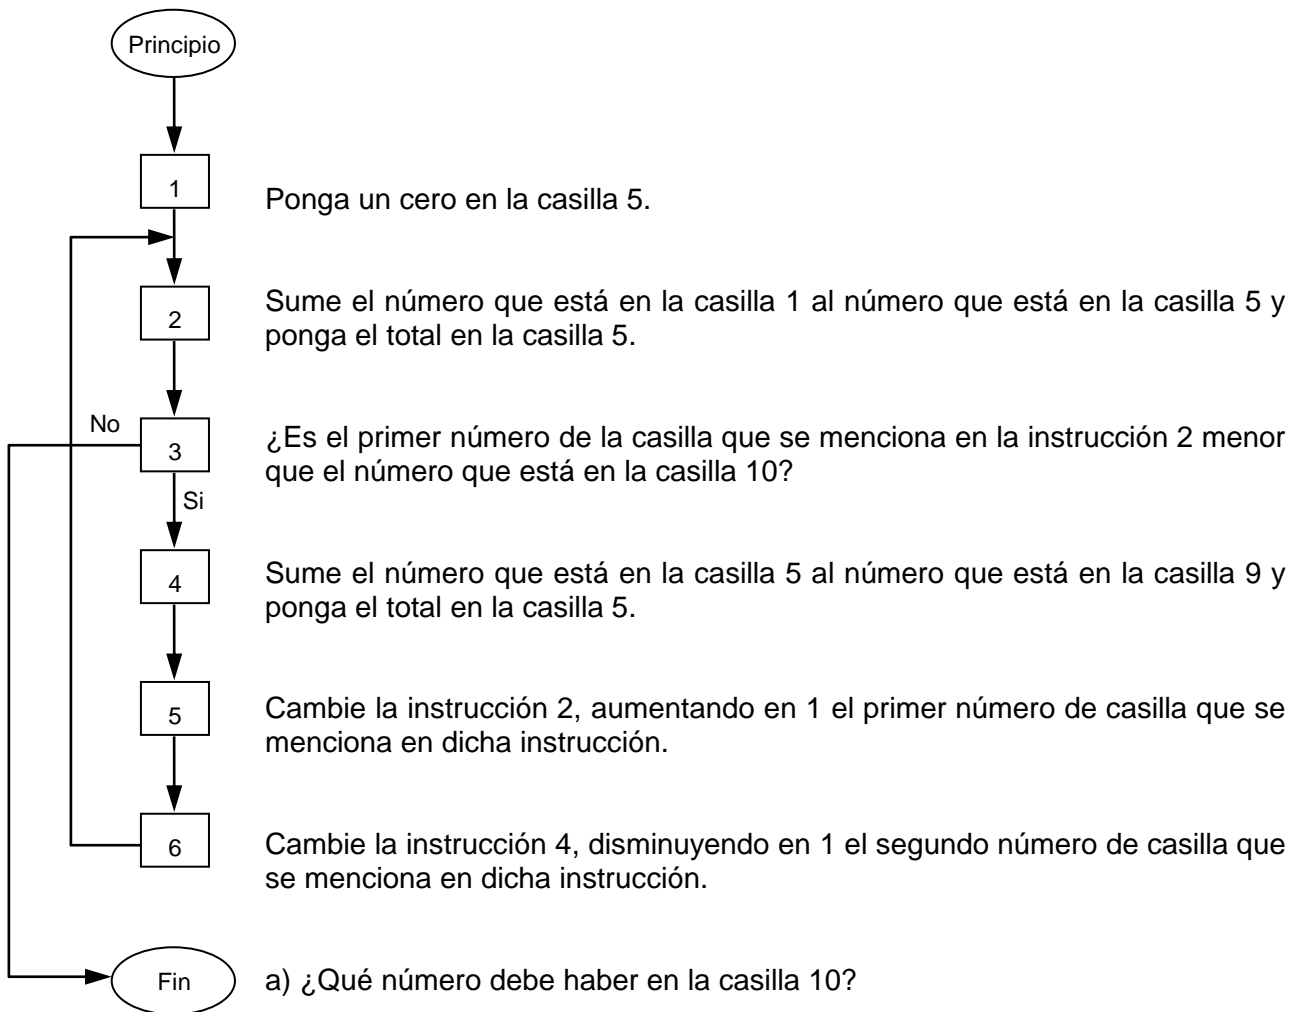 Principio
1
Ponga un cero en la casilla 5.
2
Sume el número que está en la casilla 1 al número que está en la casilla 5 y
ponga el total en la casilla 5.
No
3
¿Es el primer número de la casilla que se menciona en la instrucción 2 menor
que el número que está en la casilla 10?
Si
4
Sume el número que está en la casilla 5 al número que está en la casilla 9 y
ponga el total en la casilla 5.
5
Cambie la instrucción 2, aumentando en 1 el primer número de casilla que se
menciona en dicha instrucción.
6
Cambie la instrucción 4, disminuyendo en 1 el segundo número de casilla que
se menciona en dicha instrucción.
Fin
a) ¿Qué número debe haber en la casilla 10?